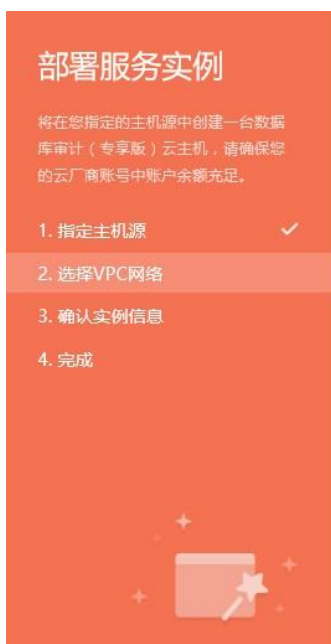 部署服务实例
将在您指定的主机源中创建一台数据
库审计（专享版）云主机，请确保您
的云厂商账号中账户余额充足。
1. 指定主机源
2. 选择VPC网络
3. 确认实例信息
4. 完成